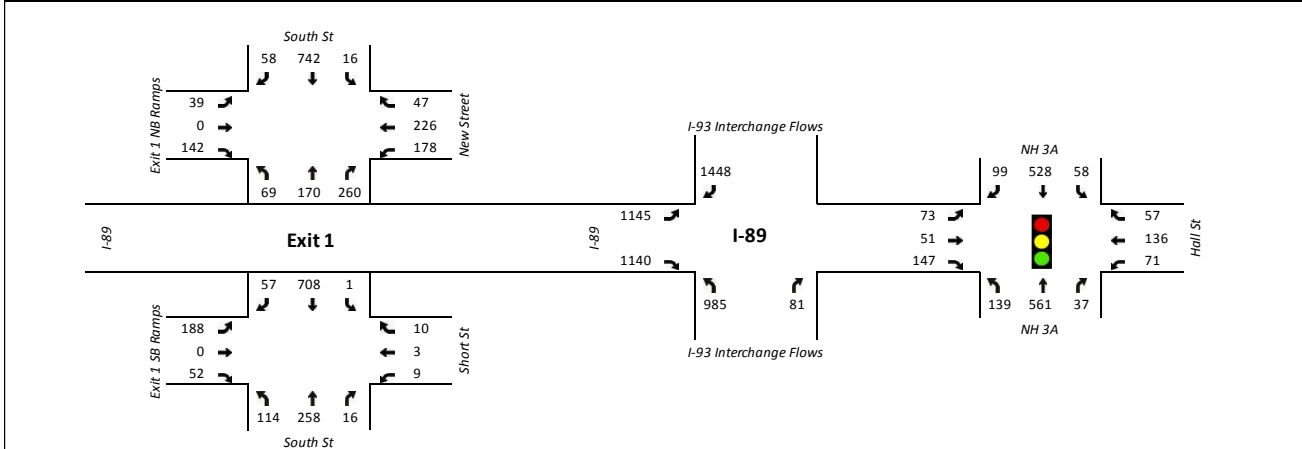 South St
58 742 16
Exit 1 NB Ramps
39
0
142
47
226
178
New Street
69 170 260
I-89
Exit 1
57 708 1
Exit 1 SB Ramps
188
0
52
10
3
9
Short St
114 258 16
South St
I-89
1145
1140
I-93 Interchange Flows
1448
I-89
985 81
I-93 Interchange Flows
NH 3A
99 528 58
73
51
147
57
136
71
Hall St
139 561 37
NH 3A